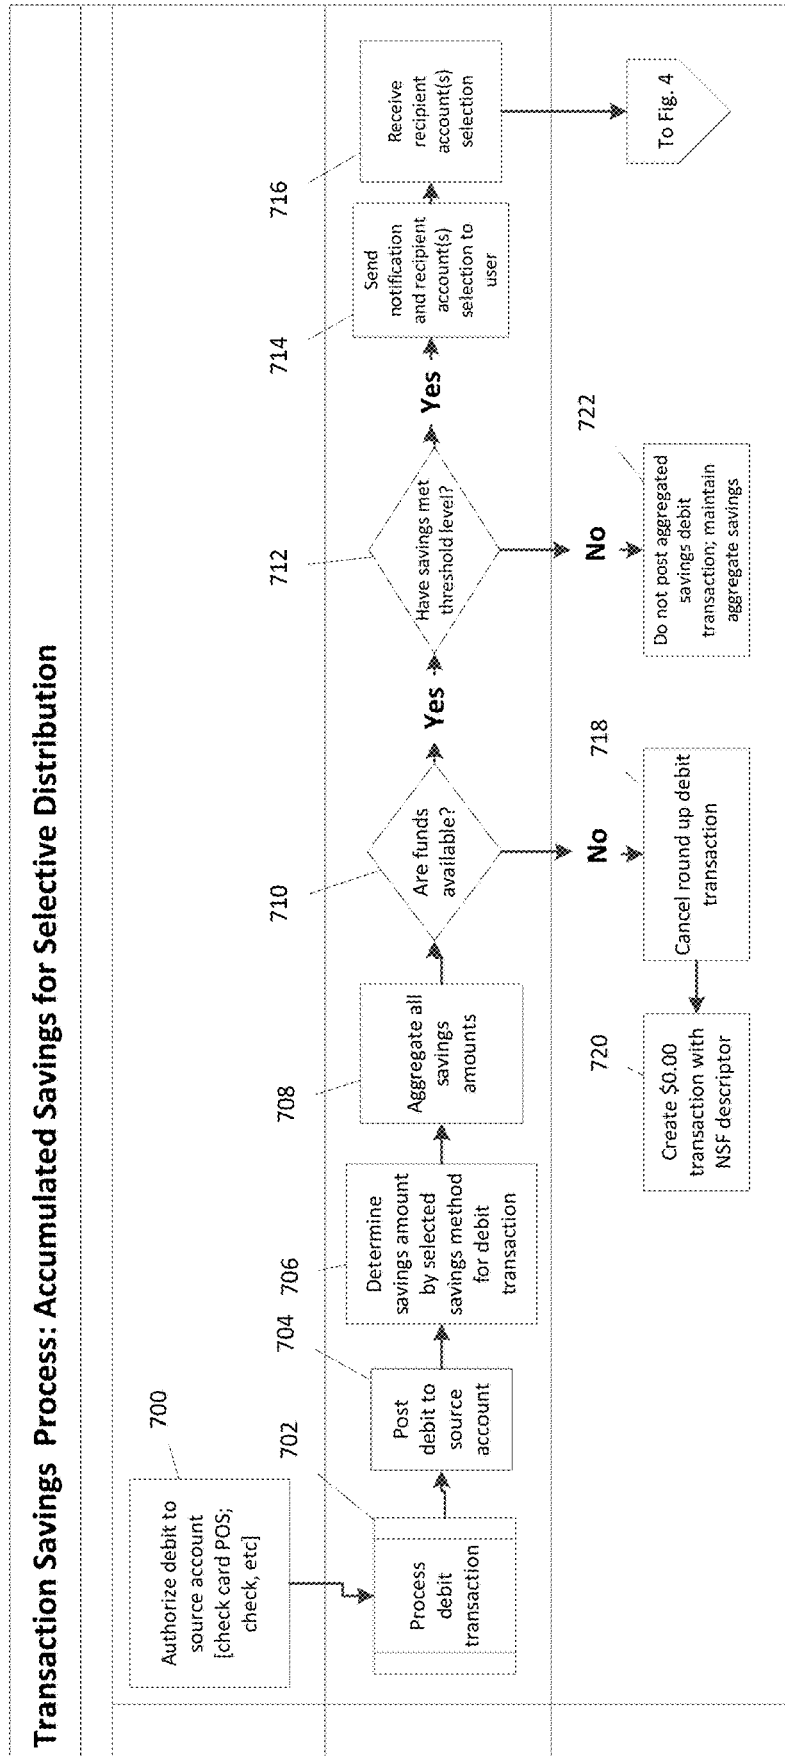 Transaction Savings Process: Accumulated Savings for Selective Distribution
700
Authorize debit to
source account
[check card POS;
check, etc]
702
Process
debit
transaction
704
Post
debit to
source
account
706
Determine
savings amount
by selected
savings method
for debit
transaction
708
Aggregate all
savings
amounts
710
Are funds
available?
Yes
712
Have savings met
threshold level?
Yes
714
Send
notification
and recipient
account(s)
selection to
user
716
Receive
recipient
account(s)
selection
To Fig. 4
No
718
Cancel round up debit
transaction
720
Create $0.00
transaction with
NSF descriptor
No
722
Do not post aggregated
savings debit
transaction; maintain
aggregate savings